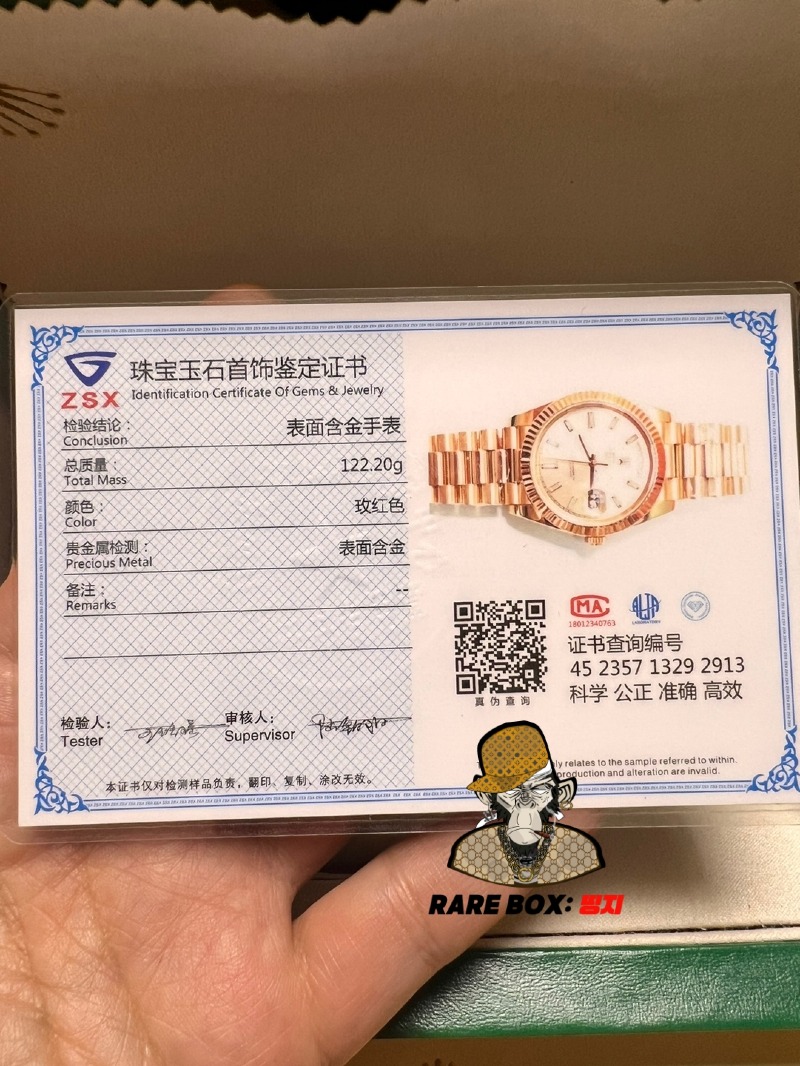 ZSX
珠宝玉石首饰鉴定证书
Identification Certificate Of Gems & Jewelry
检验结论： 表面含金手表
Conclusion
总质量： 122.20g
Total Mass
颜色： 玫红色
Color
贵金属检测： 表面含金
Precious Metal
备注： --
Remarks
检验人：
Tester
审核人：
Supervisor
本证书仅对检测样品负责，翻印、复制、涂改无效。
真伪查询
MA
18012340763
证书查询编号
45 2357 1329 2913
科学 公正 准确 高效
ly relates to the sample referred to within.
production and alteration are invalid.
RARE BOX: 띵지